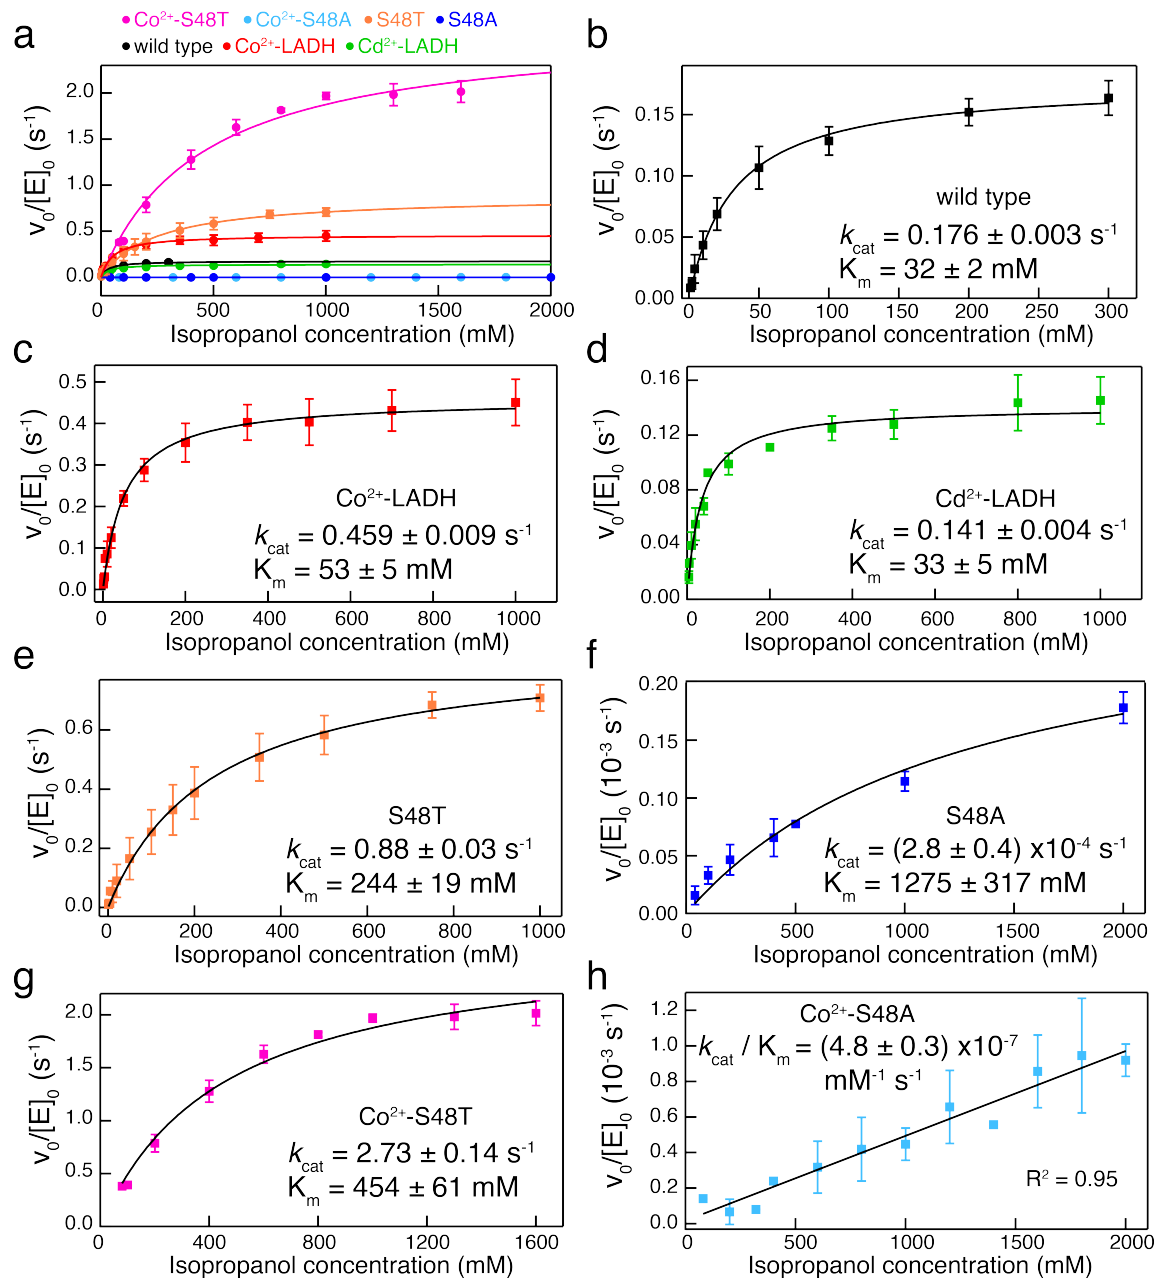 a
Co²⁺-S48T Co²⁺-S48A S48T S48A
wild type Co²⁺-LADH Cd²⁺-LADH
v₀/[E]₀ (s⁻¹)
2.0
1.5
1.0
0.5
0.0
0 500 1000 1500 2000
Isopropanol concentration (mM)
b
v₀/[E]₀ (s⁻¹)
0.15
0.10
0.05
0.00
wild type
kcat = 0.176 ± 0.003 s⁻¹
Kₘ = 32 ± 2 mM
0 50 100 150 200 250 300
Isopropanol concentration (mM)
c
v₀/[E]₀ (s⁻¹)
0.5
0.4
0.3
0.2
0.1
0.0
Co²⁺-LADH
kcat = 0.459 ± 0.009 s⁻¹
Kₘ = 53 ± 5 mM
0 200 400 600 800 1000
Isopropanol concentration (mM)
d
v₀/[E]₀ (s⁻¹)
0.16
0.12
0.08
0.04
0.00
Cd²⁺-LADH
kcat = 0.141 ± 0.004 s⁻¹
Kₘ = 33 ± 5 mM
0 200 400 600 800 1000
Isopropanol concentration (mM)
e
v₀/[E]₀ (s⁻¹)
0.6
0.4
0.2
0.0
S48T
kcat = 0.88 ± 0.03 s⁻¹
Kₘ = 244 ± 19 mM
0 200 400 600 800 1000
Isopropanol concentration (mM)
f
v₀/[E]₀ (10⁻³ s⁻¹)
0.20
0.15
0.10
0.05
0.00
S48A
kcat = (2.8 ± 0.4) x10⁻⁴ s⁻¹
Kₘ = 1275 ± 317 mM
0 500 1000 1500 2000
Isopropanol concentration (mM)
g
v₀/[E]₀ (s⁻¹)
2.0
1.5
1.0
0.5
0.0
Co²⁺-S48T
kcat = 2.73 ± 0.14 s⁻¹
Kₘ = 454 ± 61 mM
0 400 800 1200 1600
Isopropanol concentration (mM)
h
v₀/[E]₀ (10⁻³ s⁻¹)
1.2
1.0
0.8
0.6
0.4
0.2
0.0
Co²⁺-S48A
kcat / Kₘ = (4.8 ± 0.3) x10⁻⁷
mM⁻¹ s⁻¹
R² = 0.95
0 500 1000 1500 2000
Isopropanol concentration (mM)